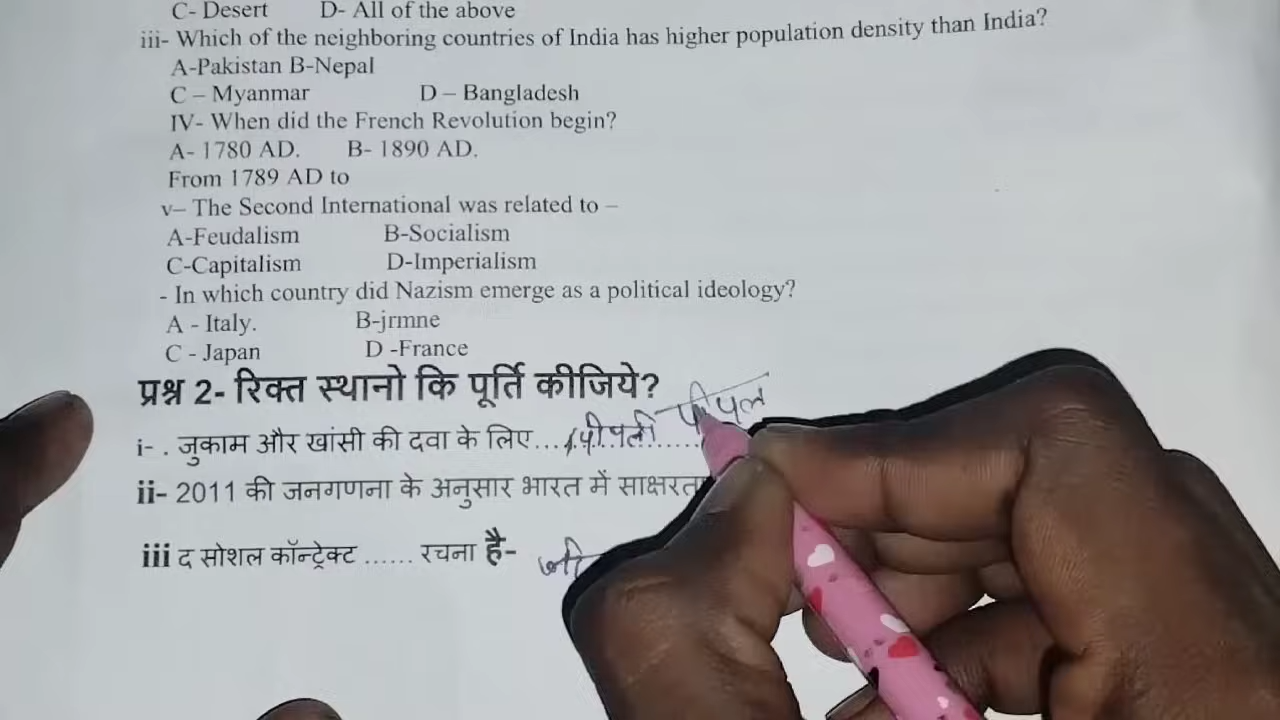 C- Desert D- All of the above
iii- Which of the neighboring countries of India has higher population density than India?
A-Pakistan B-Nepal
C – Myanmar D – Bangladesh
IV- When did the French Revolution begin?
A- 1780 AD. B- 1890 AD.
From 1789 AD to
v– The Second International was related to –
A-Feudalism B-Socialism
C-Capitalism D-Imperialism
- In which country did Nazism emerge as a political ideology?
A - Italy. B-jrmne
C - Japan D -France
प्रश्न 2- रिक्त स्थानो कि पूर्ति कीजिये?
i- . जुकाम और खांसी की दवा के लिए... पीपली ..... पीपल
ii- 2011 की जनगणना के अनुसार भारत में साक्षरता
iii द सोशल कॉन्ट्रेक्ट ...... रचना है-